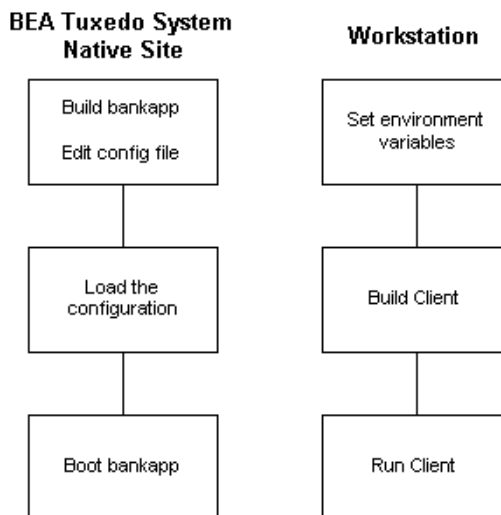 BEA Tuxedo System
Native Site
Workstation
Build bankapp
Edit config file
Set environment
variables
Load the
configuration
Build Client
Boot bankapp
Run Client